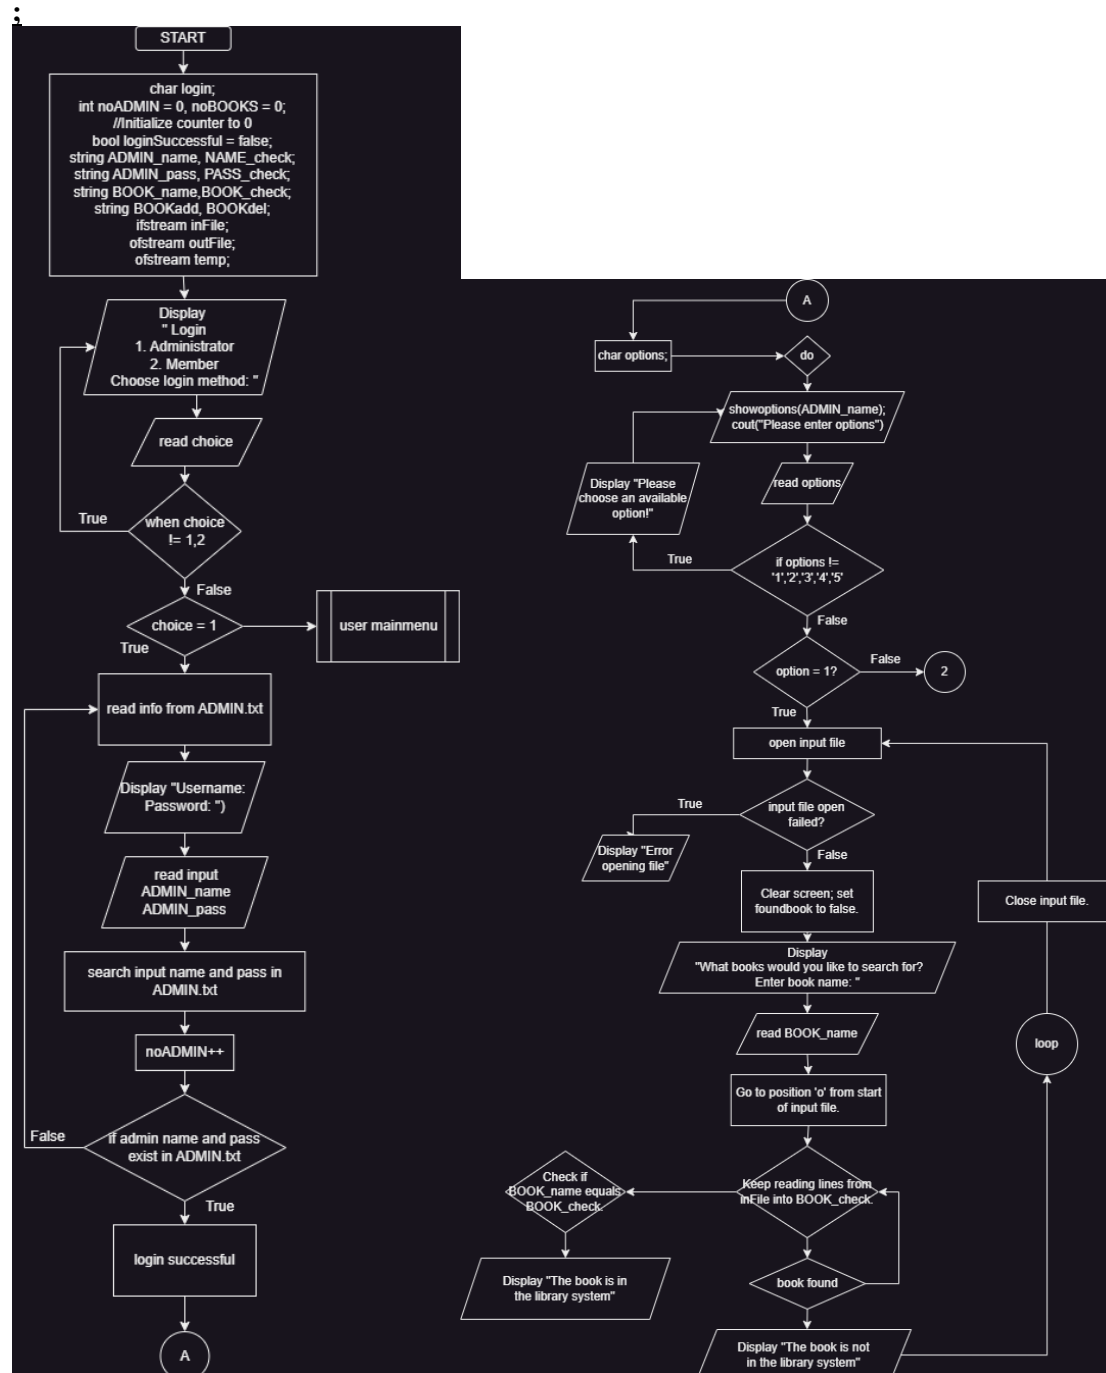 ;
START
char login;
int noADMIN = 0, noBOOKS = 0;
//Initialize counter to 0
bool loginSuccessful = false;
string ADMIN_name, NAME_check;
string ADMIN_pass, PASS_check;
string BOOK_name,BOOK_check;
string BOOKadd, BOOKdel;
ifstream inFile;
ofstream outFile;
ofstream temp;
Display
" Login
1. Administrator
2. Member
Choose login method: "
read choice
when choice
!= 1,2
True
False
choice = 1
True
user mainmenu
read info from ADMIN.txt
Display "Username:
Password: ")
read input
ADMIN_name
ADMIN_pass
search input name and pass in
ADMIN.txt
noADMIN++
if admin name and pass
exist in ADMIN.txt
False
True
login successful
A
A
char options;
do
showoptions(ADMIN_name);
cout("Please enter options")
read options
Display "Please
choose an available
option!"
True
if options !=
'1','2','3','4','5'
False
option = 1?
False
2
True
open input file
input file open
failed?
True
Display "Error
opening file"
False
Clear screen; set
foundbook to false.
Close input file.
Display
"What books would you like to search for?
Enter book name: "
read BOOK_name
loop
Go to position 'o' from start
of input file.
Keep reading lines from
inFile into BOOK_check.
Check if
BOOK_name equals
BOOK_check.
Display "The book is in
the library system"
book found
Display "The book is not
in the library system"